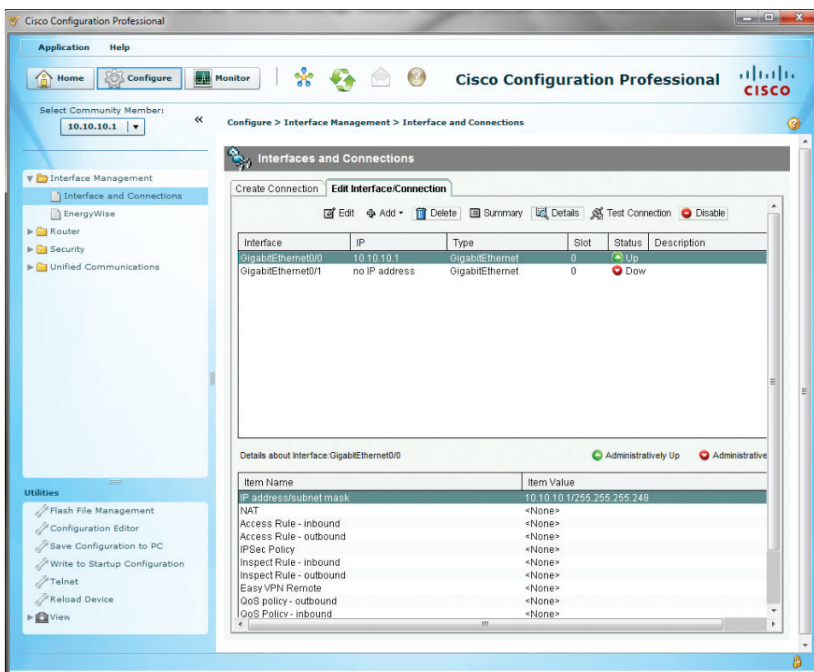 Cisco Configuration Professional
Application Help
Home Configure Monitor Cisco Configuration Professional
CISCO
Select Community Member:
10.10.10.1
«
Configure > Interface Management > Interface and Connections
Interfaces and Connections
Interface Management
Interface and Connections
EnergyWise
Router
Security
Unified Communications
Create Connection Edit Interface/Connection
Edit Add Delete Summary Details Test Connection Disable
Interface IP Type Slot Status Description
GigabitEthernet0/0 10.10.10.1 GigabitEthernet 0 Up
GigabitEthernet0/1 no IP address GigabitEthernet 0 Dow
Details about Interface:GigabitEthernet0/0 Administratively Up Administrative
Item Name Item Value
IP address/subnet mask 10.10.10.1/255.255.255.248
NAT <None>
Access Rule - inbound <None>
Access Rule - outbound <None>
IPSec Policy <None>
Inspect Rule - inbound <None>
Inspect Rule - outbound <None>
Easy VPN Remote <None>
QoS policy - outbound <None>
QoS Policy - inbound <None>
Utilities
Flash File Management
Configuration Editor
Save Configuration to PC
Write to Startup Configuration
Telnet
Reload Device
View